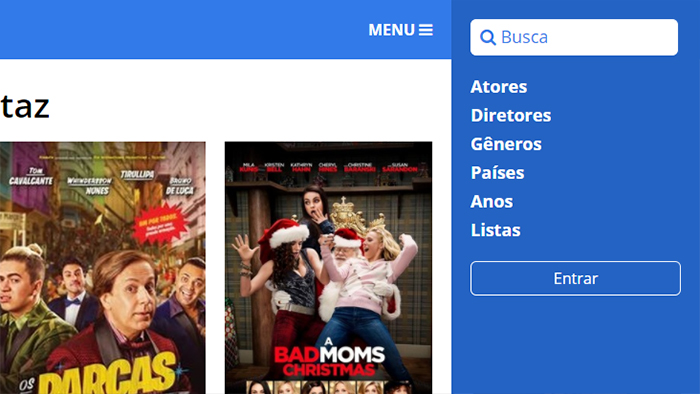 MENU
Busca
taz
Atores
Diretores
Gêneros
Países
Anos
Listas
Entrar
TOM CAVALCANTE
WHINDERSSON NUNES
TIRULLIPA
BRUNO DE LUCA
OS PARÇAS
MILA KUNIS
KRISTEN BELL
KATHRYN HAHN
CHERYL HINES
CHRISTINE BARANSKI
SUSAN SARANDON
A
BAD MOMS
CHRISTMAS